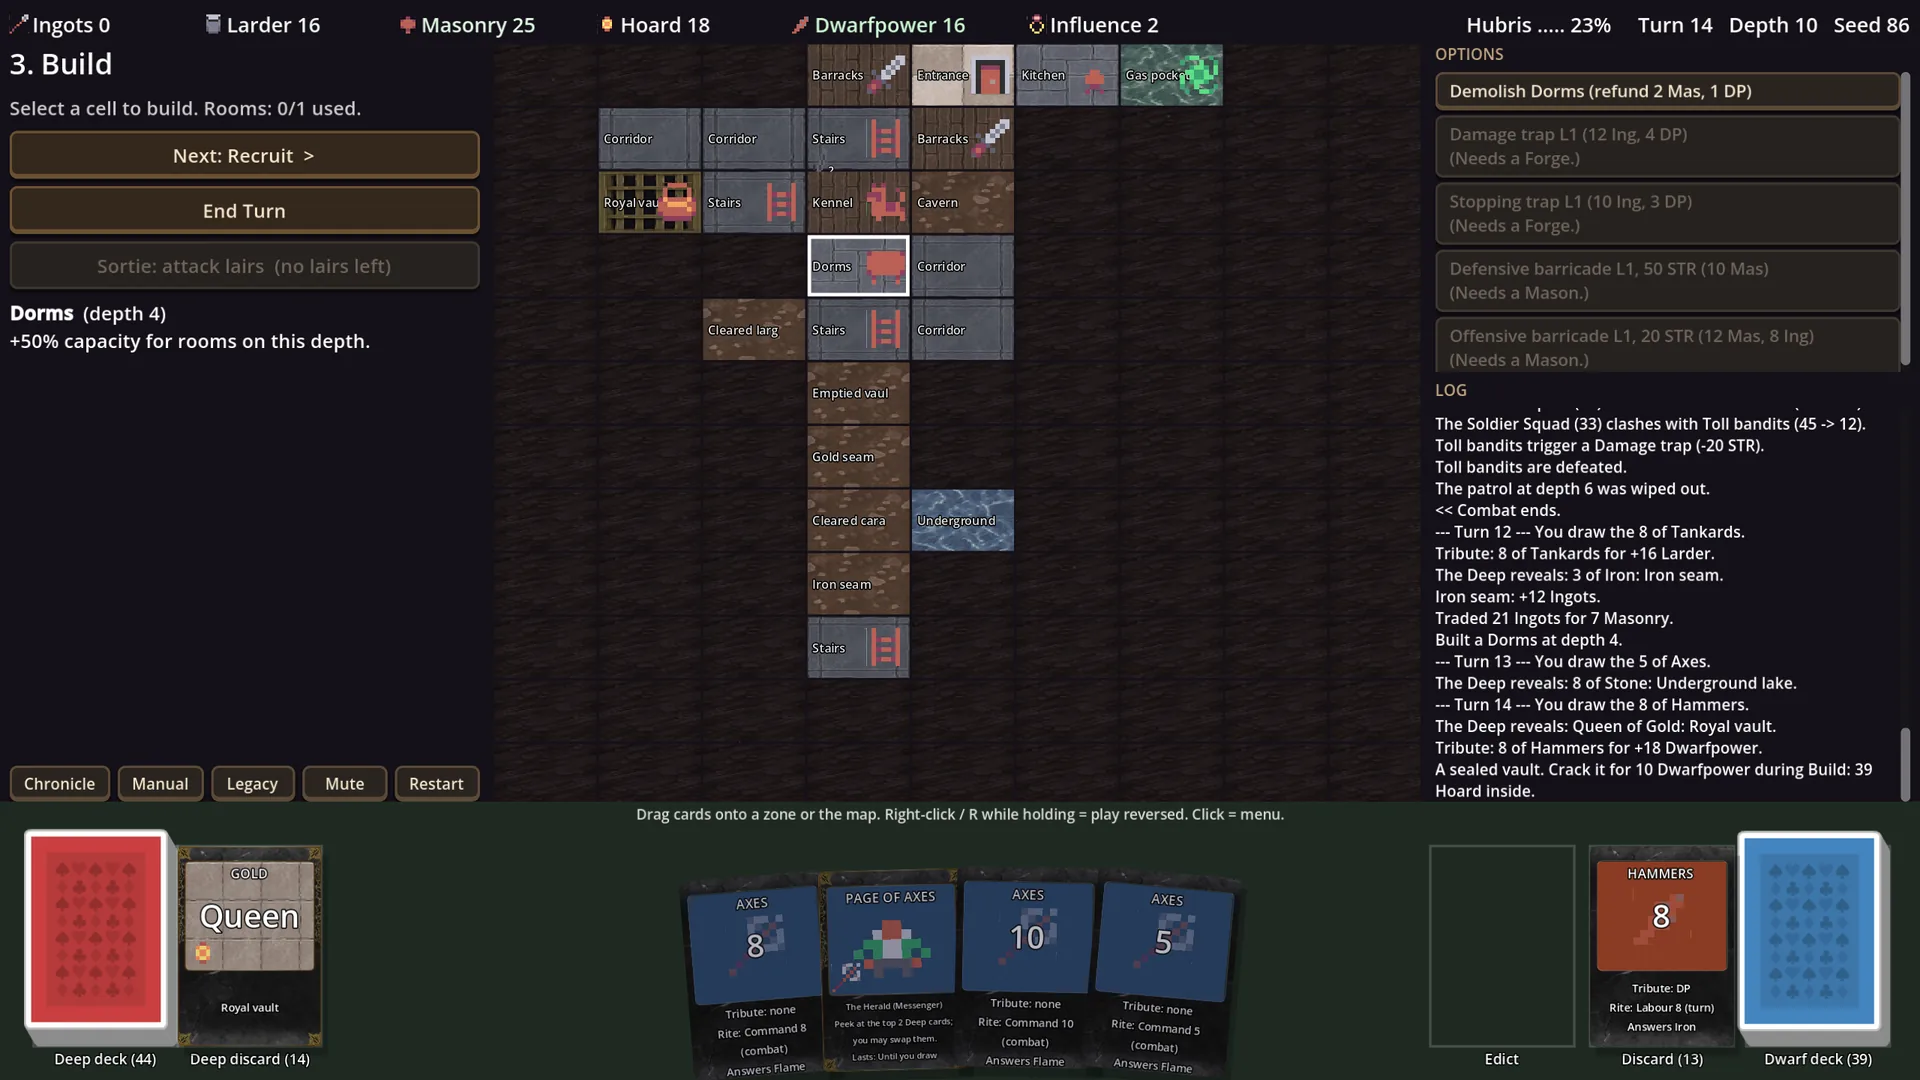 Ingots 0
Larder 16
Masonry 25
Hoard 18
Dwarfpower 16
Influence 2
Hubris ..... 23%
Turn 14
Depth 10
Seed 86
3. Build
Select a cell to build. Rooms: 0/1 used.
Next: Recruit >
End Turn
Sortie: attack lairs (no lairs left)
Dorms (depth 4)
+50% capacity for rooms on this depth.
Chronicle
Manual
Legacy
Mute
Restart
Barracks
Entrance
Kitchen
Gas pocke
Corridor
Corridor
Stairs
Barracks
?
Royal vau
Stairs
Kennel
Cavern
Dorms
Corridor
Cleared larg
Stairs
Corridor
Emptied vaul
Gold seam
Cleared cara
Underground
Iron seam
Stairs
OPTIONS
Demolish Dorms (refund 2 Mas, 1 DP)
Damage trap L1 (12 Ing, 4 DP)
(Needs a Forge.)
Stopping trap L1 (10 Ing, 3 DP)
(Needs a Forge.)
Defensive barricade L1, 50 STR (10 Mas)
(Needs a Mason.)
Offensive barricade L1, 20 STR (12 Mas, 8 Ing)
(Needs a Mason.)
LOG
The Soldier Squad (33) clashes with Toll bandits (45 -> 12).
Toll bandits trigger a Damage trap (-20 STR).
Toll bandits are defeated.
The patrol at depth 6 was wiped out.
<< Combat ends.
--- Turn 12 --- You draw the 8 of Tankards.
Tribute: 8 of Tankards for +16 Larder.
The Deep reveals: 3 of Iron: Iron seam.
Iron seam: +12 Ingots.
Traded 21 Ingots for 7 Masonry.
Built a Dorms at depth 4.
--- Turn 13 --- You draw the 5 of Axes.
The Deep reveals: 8 of Stone: Underground lake.
--- Turn 14 --- You draw the 8 of Hammers.
The Deep reveals: Queen of Gold: Royal vault.
Tribute: 8 of Hammers for +18 Dwarfpower.
A sealed vault. Crack it for 10 Dwarfpower during Build: 39
Hoard inside.
Drag cards onto a zone or the map. Right-click / R while holding = play reversed. Click = menu.
Deep deck (44)
GOLD
Queen
Royal vault
Deep discard (14)
AXES
8
Tribute: none
Rite: Command 8
(combat)
Answers Flame
PAGE OF AXES
The Herald (Messenger)
Peek at the top 2 Deep cards;
you may swap them.
Lasts: Until you draw
AXES
10
Tribute: none
Rite: Command 10
(combat)
Answers Flame
AXES
5
Tribute: none
Rite: Command 5
(combat)
Answers Flame
Edict
HAMMERS
8
Tribute: DP
Rite: Labour 8 (turn)
Answers Iron
Discard (13)
Dwarf deck (39)